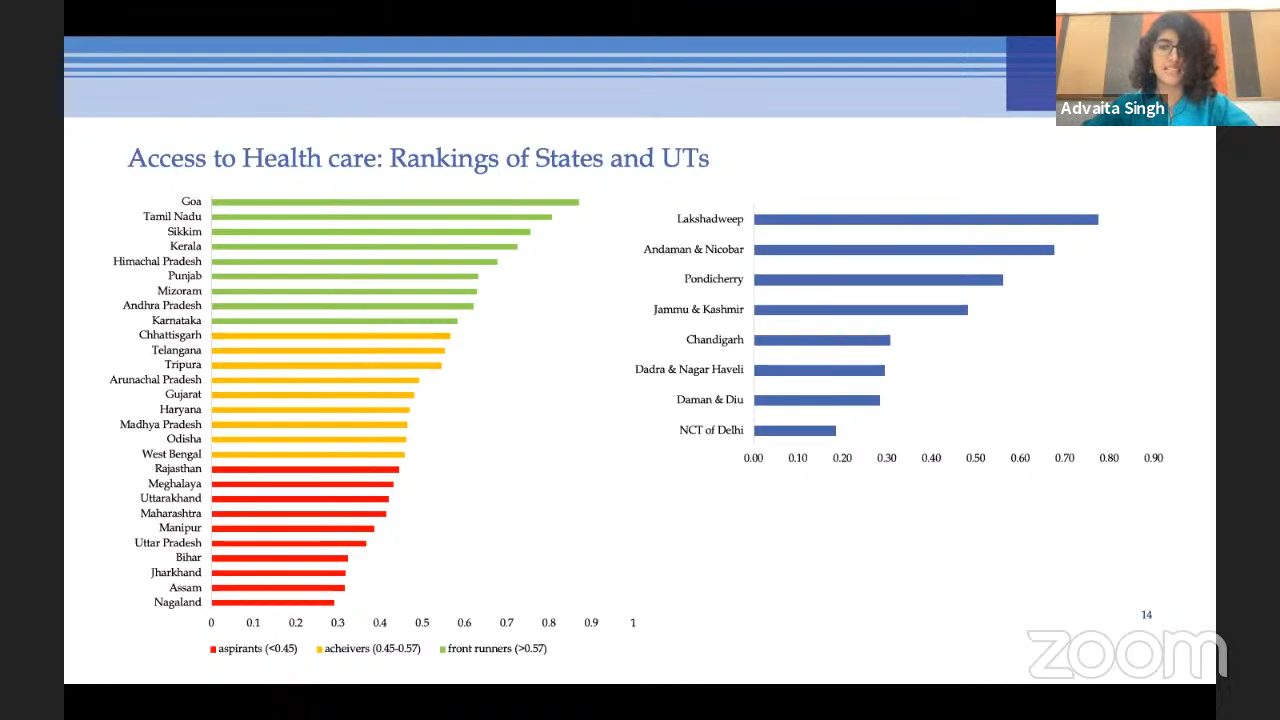 Advaita Singh
Access to Health care: Rankings of States and UTs
Goa
Tamil Nadu
Sikkim
Kerala
Himachal Pradesh
Punjab
Mizoram
Andhra Pradesh
Karnataka
Chhattisgarh
Telangana
Tripura
Arunachal Pradesh
Gujarat
Haryana
Madhya Pradesh
Odisha
West Bengal
Rajasthan
Meghalaya
Uttarakhand
Maharashtra
Manipur
Uttar Pradesh
Bihar
Jharkhand
Assam
Nagaland
0 0.1 0.2 0.3 0.4 0.5 0.6 0.7 0.8 0.9 1
aspirants (<0.45) acheivers (0.45-0.57) front runners (>0.57)
Lakshadweep
Andaman & Nicobar
Pondicherry
Jammu & Kashmir
Chandigarh
Dadra & Nagar Haveli
Daman & Diu
NCT of Delhi
0.00 0.10 0.20 0.30 0.40 0.50 0.60 0.70 0.80 0.90
14
zoom